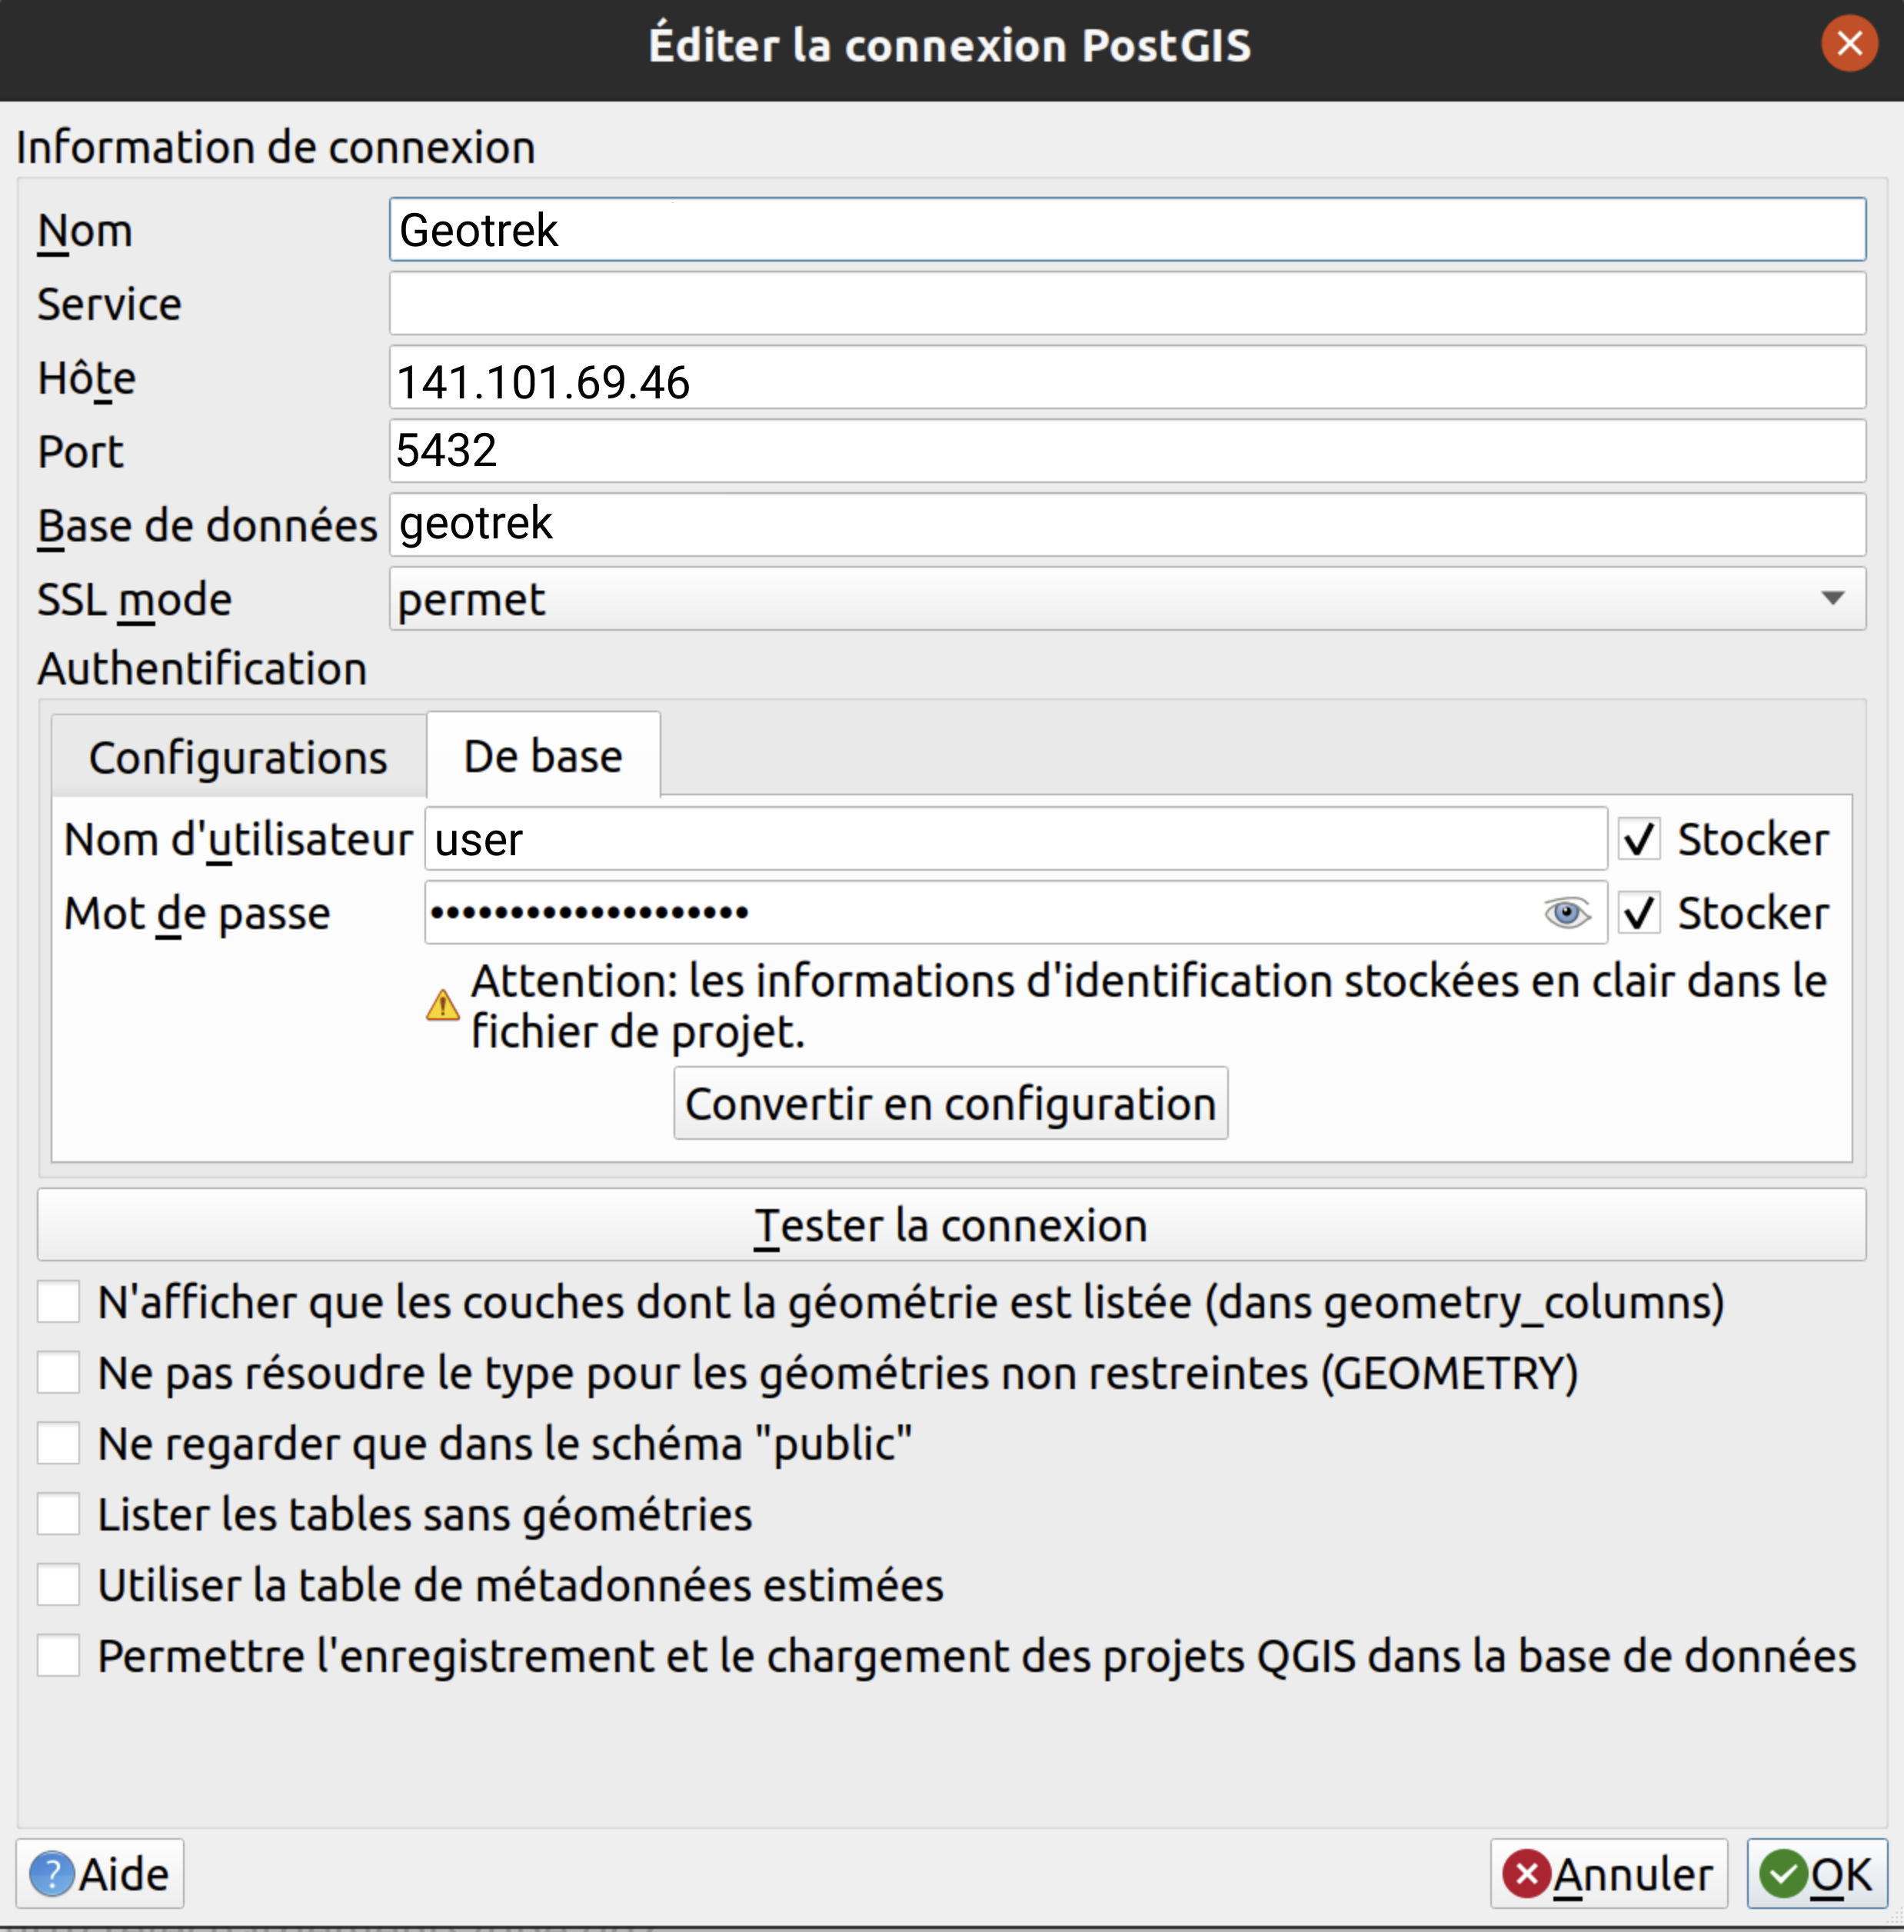 Éditer la connexion PostGIS
Information de connexion
Nom Geotrek
Service
Hôte 141.101.69.46
Port 5432
Base de données geotrek
SSL mode permet
Authentification
Configurations De base
Nom d'utilisateur user Stocker
Mot de passe •••••••••••••••••••• Stocker
Attention: les informations d'identification stockées en clair dans le
fichier de projet.
Convertir en configuration
Tester la connexion
N'afficher que les couches dont la géométrie est listée (dans geometry_columns)
Ne pas résoudre le type pour les géométries non restreintes (GEOMETRY)
Ne regarder que dans le schéma "public"
Lister les tables sans géométries
Utiliser la table de métadonnées estimées
Permettre l'enregistrement et le chargement des projets QGIS dans la base de données
Aide Annuler OK